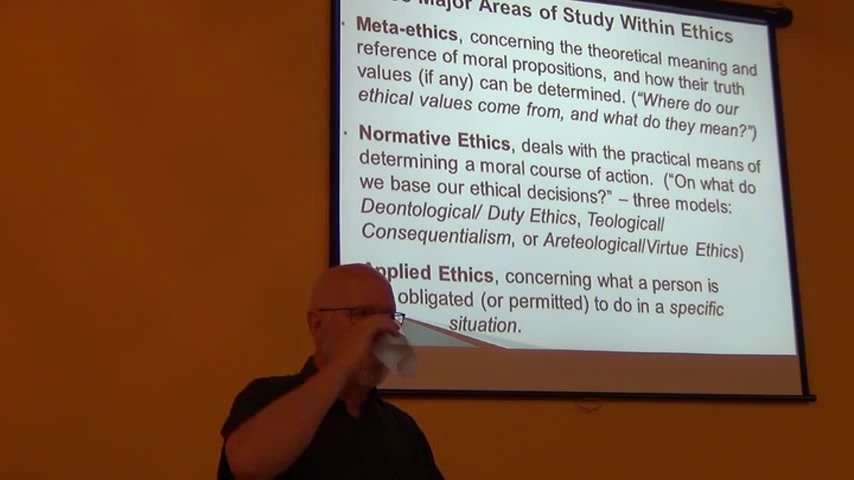 Major Areas of Study Within Ethics
• Meta-ethics, concerning the theoretical meaning and
reference of moral propositions, and how their truth
values (if any) can be determined. (“Where do our
ethical values come from, and what do they mean?”)
• Normative Ethics, deals with the practical means of
determining a moral course of action. (“On what do
we base our ethical decisions?” – three models:
Deontological/ Duty Ethics, Teological/
Consequentialism, or Areteological/Virtue Ethics)
Applied Ethics, concerning what a person is
obligated (or permitted) to do in a specific
situation.